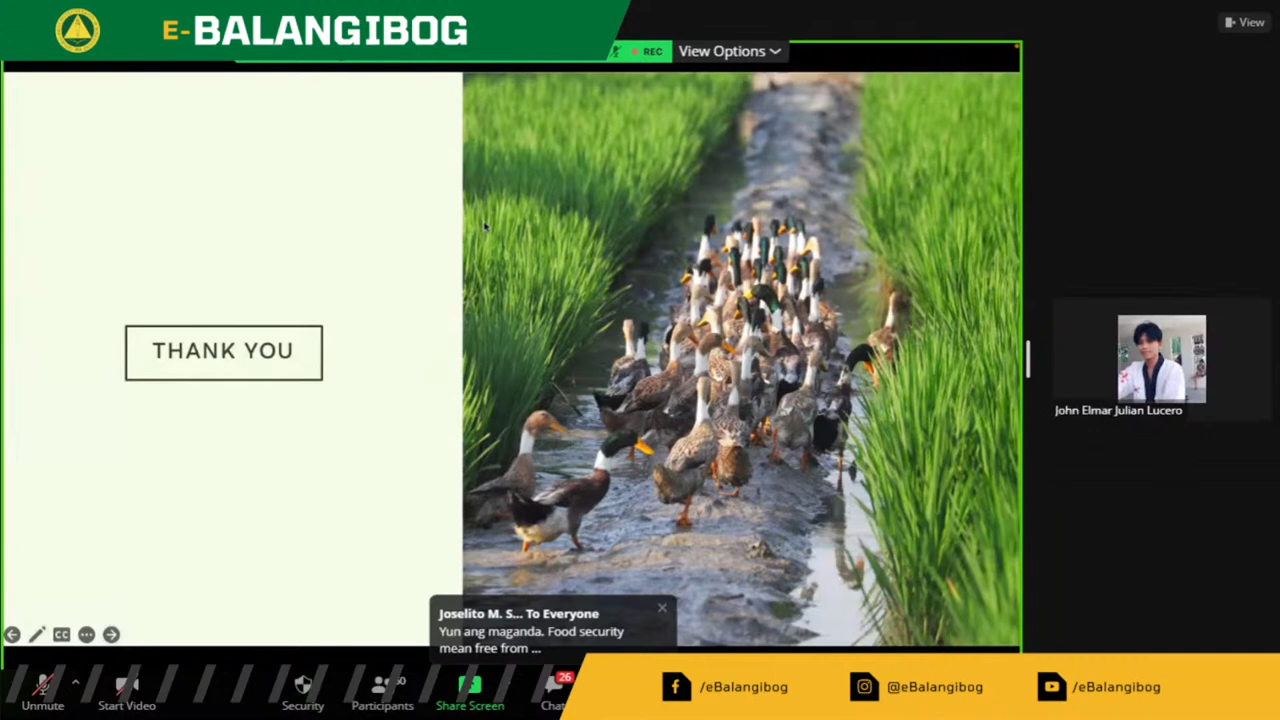 E-BALANGIBOG
View
REC
View Options
THANK YOU
John Elmar Julian Lucero
Joselito M. S... To Everyone
Yun ang maganda. Food security
mean free from ...
CC
26
Unmute
Start Video
Security
Participants
Share Screen
Chat
/eBalangibog
@eBalangibog
/eBalangibog